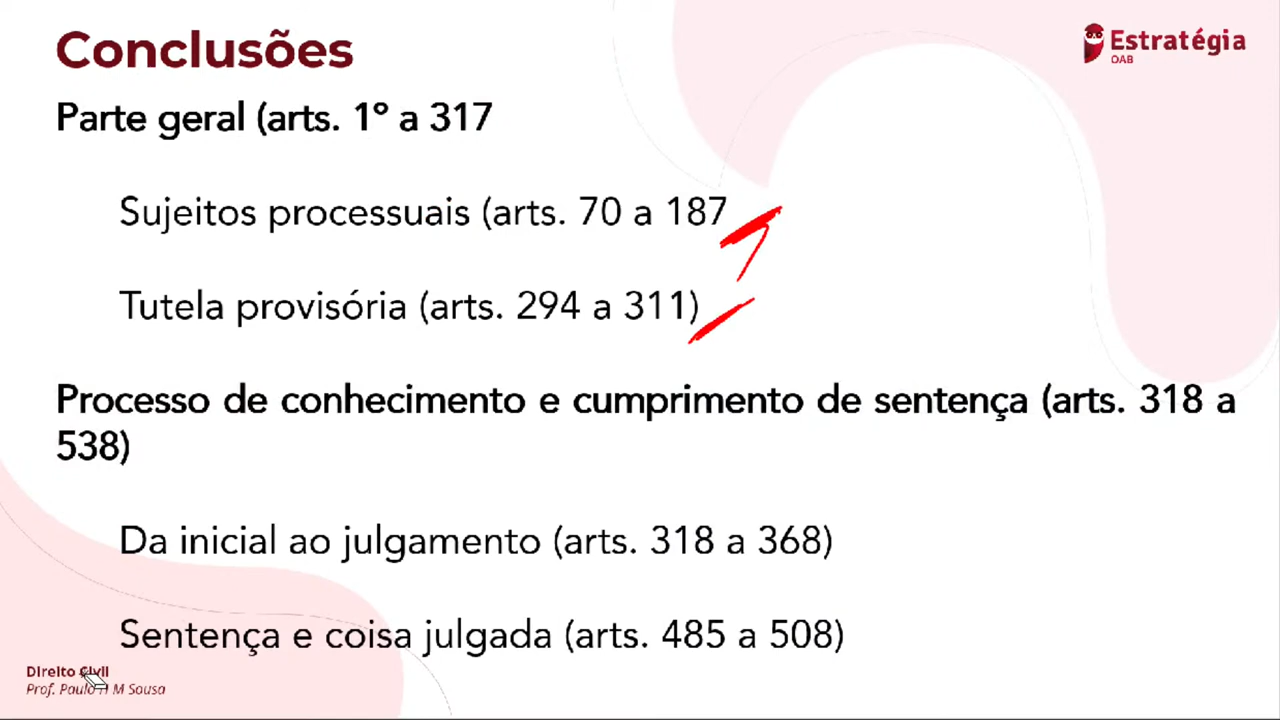 Conclusões
Estratégia
OAB
Parte geral (arts. 1º a 317
Sujeitos processuais (arts. 70 a 187
Tutela provisória (arts. 294 a 311)
Processo de conhecimento e cumprimento de sentença (arts. 318 a
538)
Da inicial ao julgamento (arts. 318 a 368)
Sentença e coisa julgada (arts. 485 a 508)
Direito Civil
Prof. Paulo H M Sousa